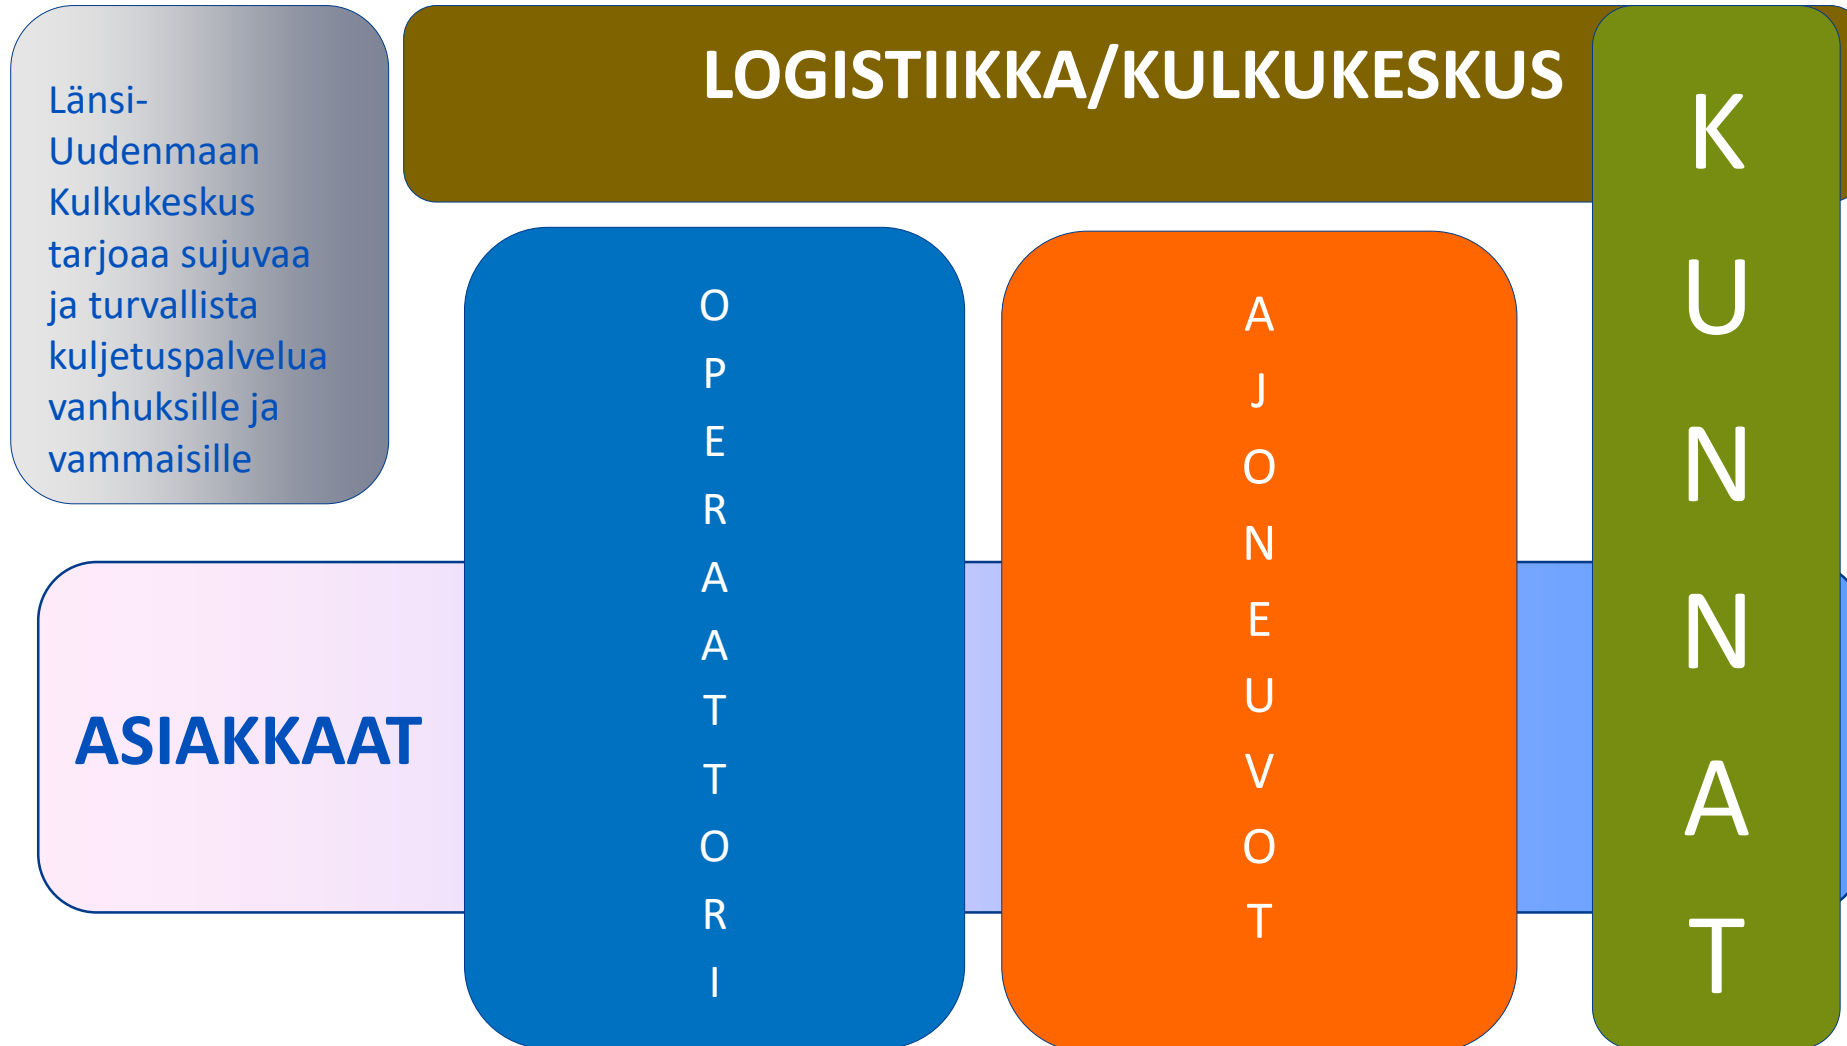 Länsi-
Uudenmaan
Kulkukeskus
tarjoaa sujuvaa
ja turvallista
kuljetuspalvelua
vanhuksille ja
vammaisille
LOGISTIIKKA/KULKUKESKUS
ASIAKKAAT
O
P
E
R
A
A
T
T
O
R
I
A
J
O
N
E
U
V
O
T
K
U
N
N
A
T